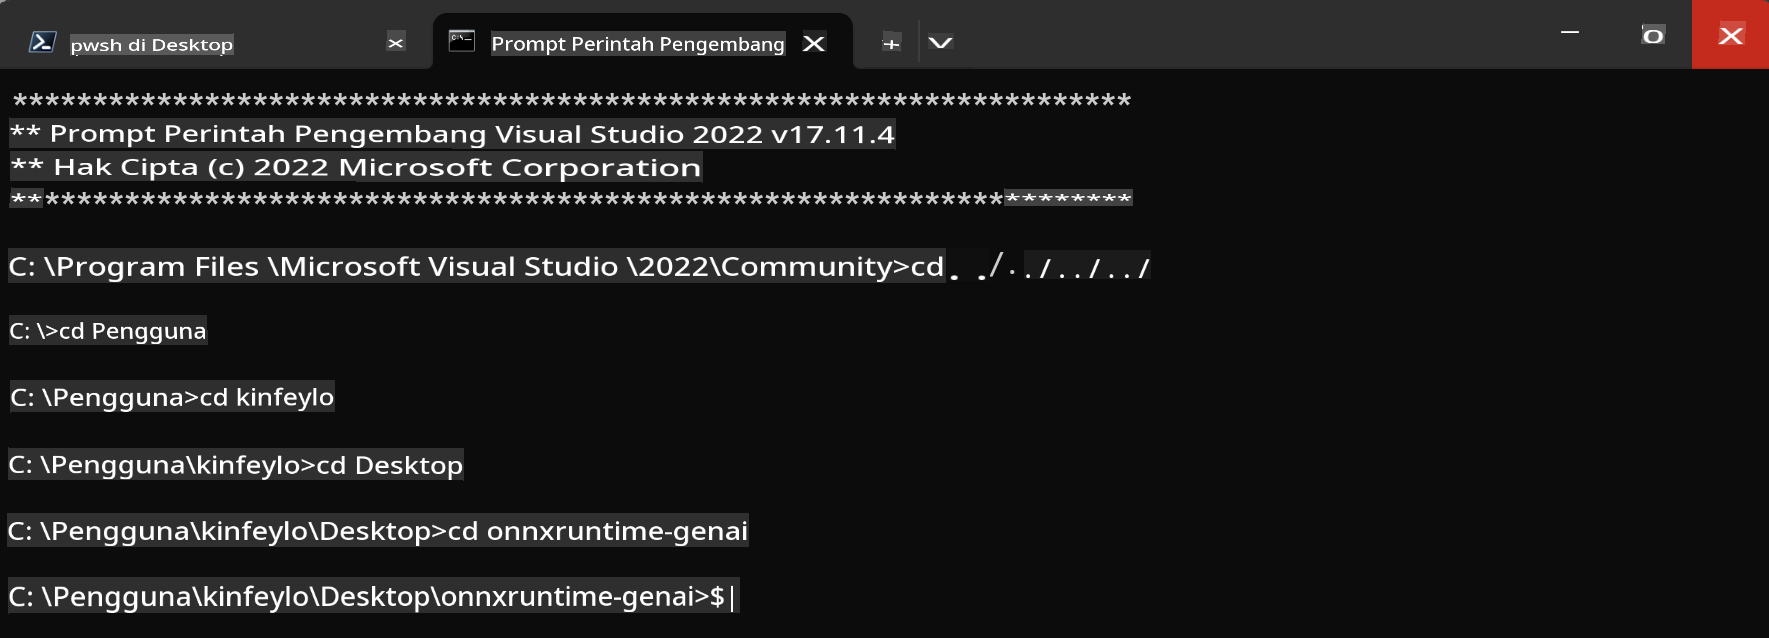 pwsh di Desktop
Prompt Perintah Pengembang
**********************************************************************
** Prompt Perintah Pengembang Visual Studio 2022 v17.11.4
** Hak Cipta (c) 2022 Microsoft Corporation
**********************************************************************
C: \Program Files \Microsoft Visual Studio \2022\Community>cd. ./. ./../../
C: \>cd Pengguna
C: \Pengguna>cd kinfeylo
C: \Pengguna\kinfeylo>cd Desktop
C: \Pengguna\kinfeylo\Desktop>cd onnxruntime-genai
C: \Pengguna\kinfeylo\Desktop\onnxruntime-genai>$|